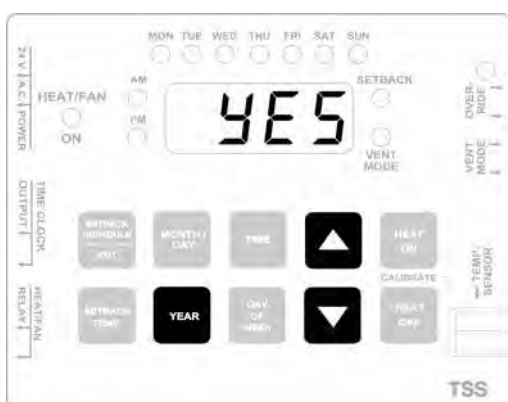 MON TUE WED THU FRI SAT SUN
24 V. A.C. POWER
HEAT/FAN
ON
AM
PM
YES
SETBACK
VENT
MODE
OVER-
RIDE
VENT
MODE
TIME CLOCK
OUTPUT
SETBACK
SCHEDULE
MONTH/
DAY
TIME
HEAT
ON
CALIBRATE
TEMP.
SENSOR
HEAT/FAN
RELAY
SETBACK
TEMP
YEAR
DAY
OF
WEEK
HEAT
OFF
TSS